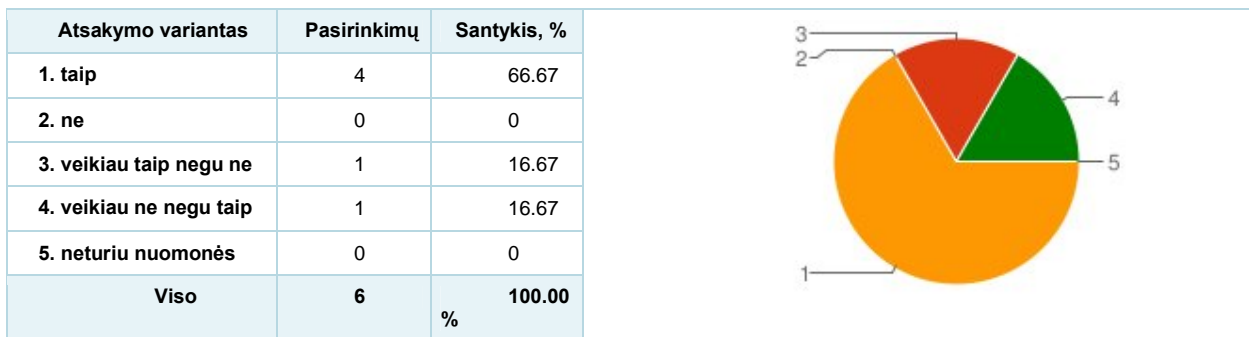 Atsakymo variantas Pasirinkimų Santykis, %
1. taip 4 66.67
2. ne 0 0
3. veikiau taip negu ne 1 16.67
4. veikiau ne negu taip 1 16.67
5. neturiu nuomonės 0 0
Viso 6 100.00
%
3
2
4
5
1